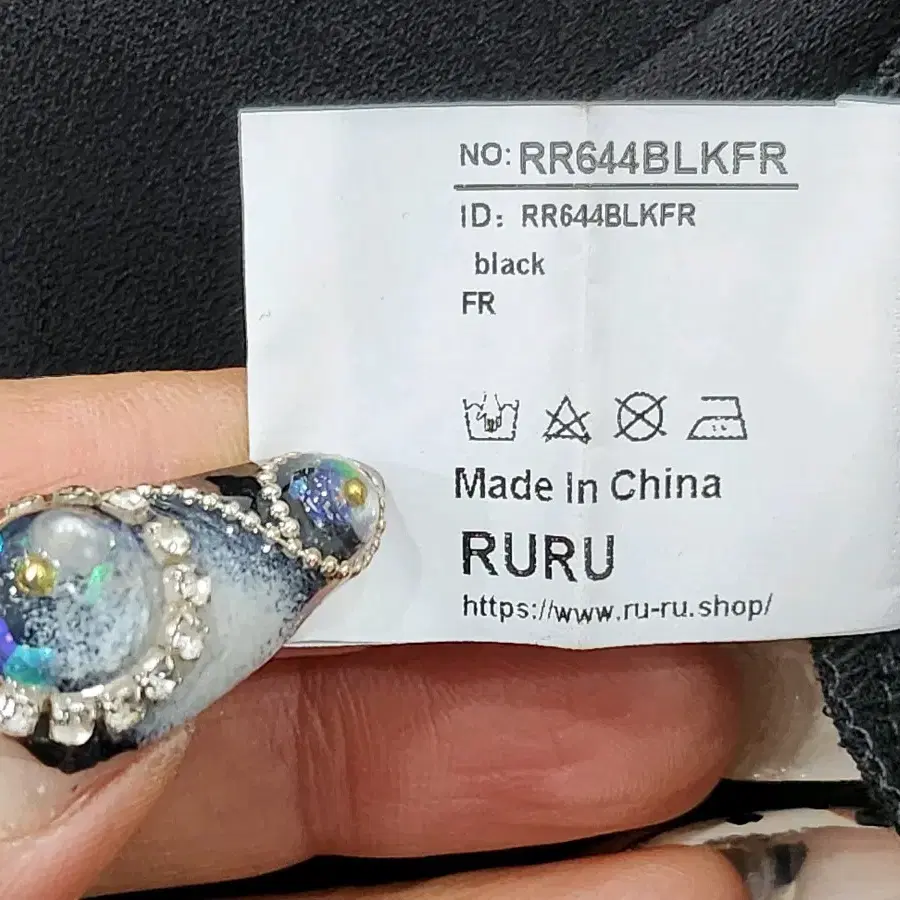 NO: RR644BLKFR
ID: RR644BLKFR
black
FR
Made In China
RURU
https://www.ru-ru.shop/